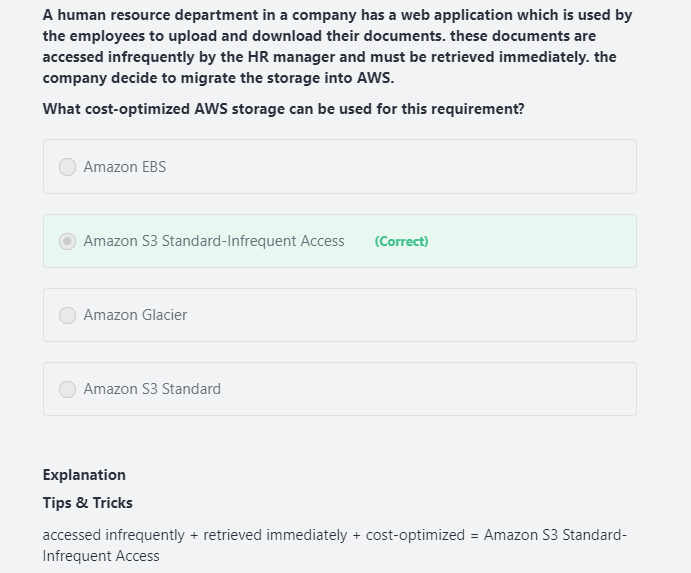 A human resource department in a company has a web application which is used by
the employees to upload and download their documents. these documents are
accessed infrequently by the HR manager and must be retrieved immediately. the
company decide to migrate the storage into AWS.
What cost-optimized AWS storage can be used for this requirement?
Amazon EBS
Amazon S3 Standard-Infrequent Access (Correct)
Amazon Glacier
Amazon S3 Standard
Explanation
Tips & Tricks
accessed infrequently + retrieved immediately + cost-optimized = Amazon S3 Standard-
Infrequent Access